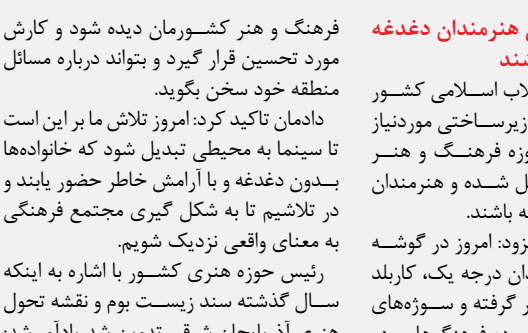 هنرمندان دغدغه
شند
لاب اسلامی کشور
زیرساختی موردنیاز
وزه فرهنگ و هنر
ل شده و هنرمندان
ه باشند.
زود: امروز در گوشه
دان درجه یک، کاربلد
ر گرفته و سوژه‌های
فرهنگ و هنر کشورمان دیده شود و کارش
مورد تحسین قرار گیرد و بتواند درباره مسائل
منطقه خود سخن بگوید.
دادمان تاکید کرد: امروز تلاش ما بر این است
تا سینما به محیطی تبدیل شود که خانواده‌ها
بدون دغدغه و با آرامش خاطر حضور یابند و
در تلاشیم تا به شکل گیری مجتمع فرهنگی
به معنای واقعی نزدیک شویم.
رئیس حوزه هنری کشور با اشاره به اینکه
سال گذشته سند زیست بوم و نقشه تحول